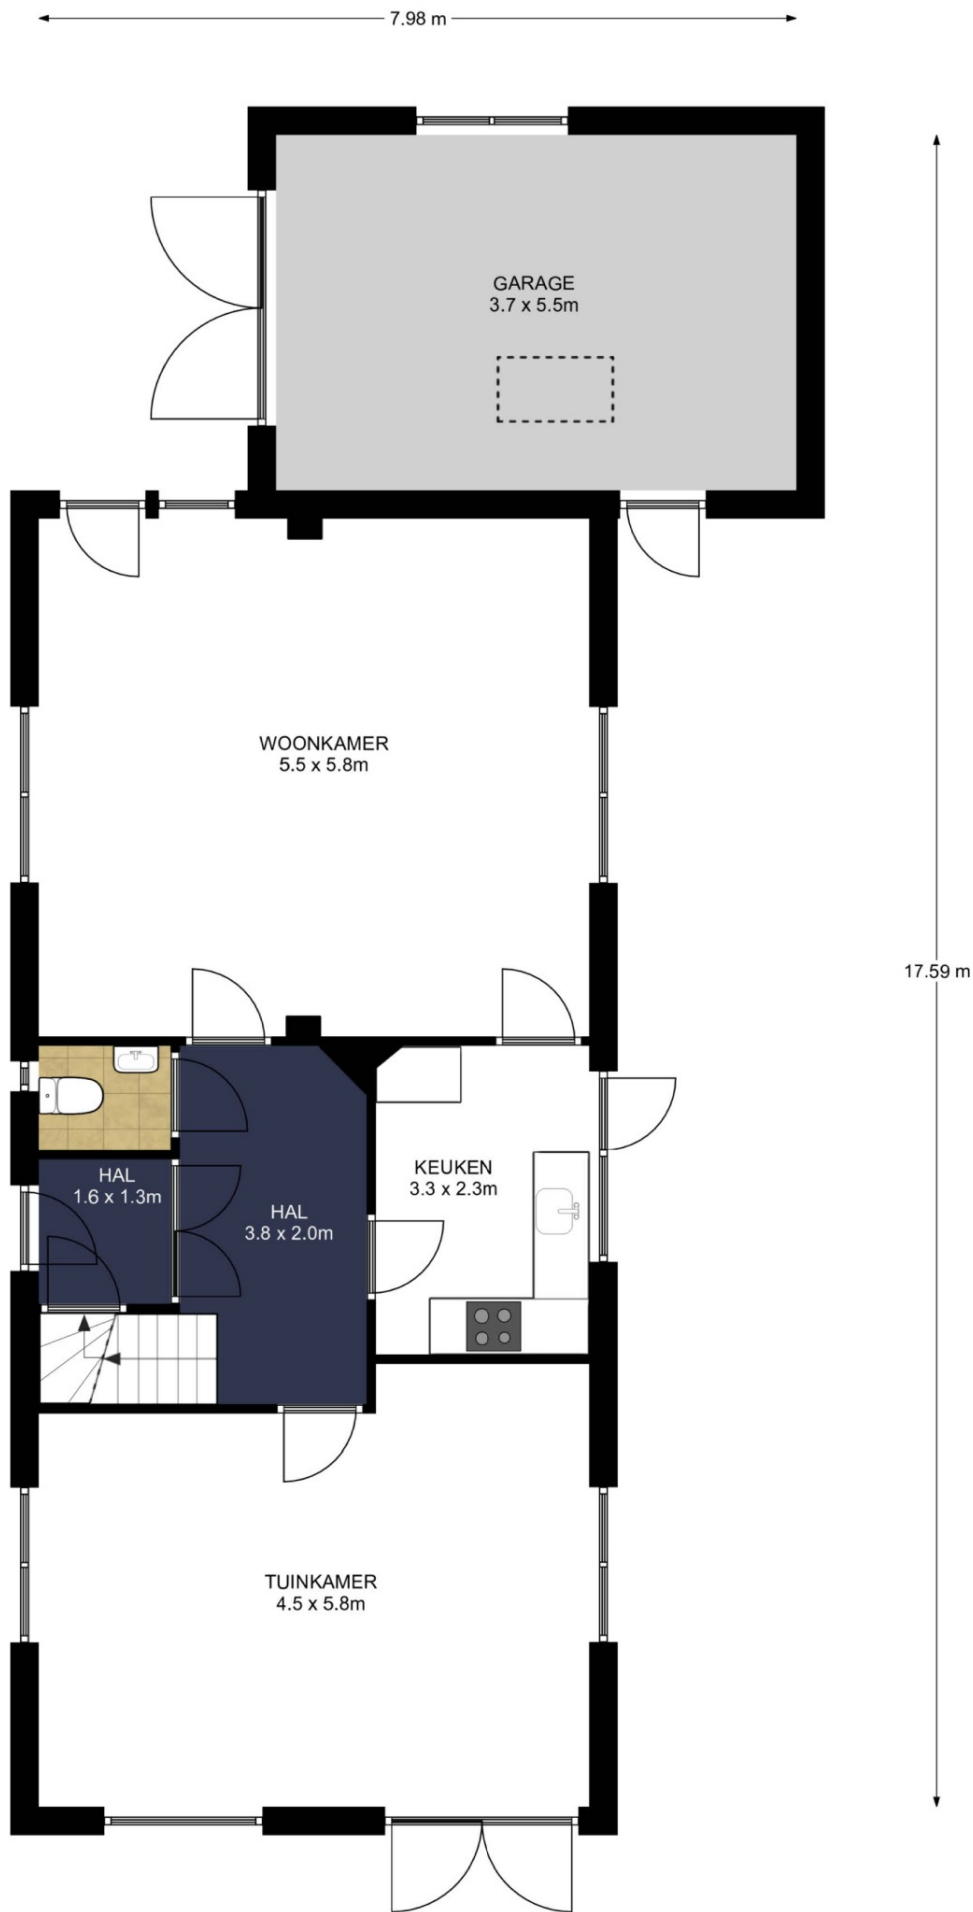 7.98 m
GARAGE
3.7 x 5.5m
WOONKAMER
5.5 x 5.8m
17.59 m
HAL
1.6 x 1.3m
KEUKEN
3.3 x 2.3m
HAL
3.8 x 2.0m
TUINKAMER
4.5 x 5.8m